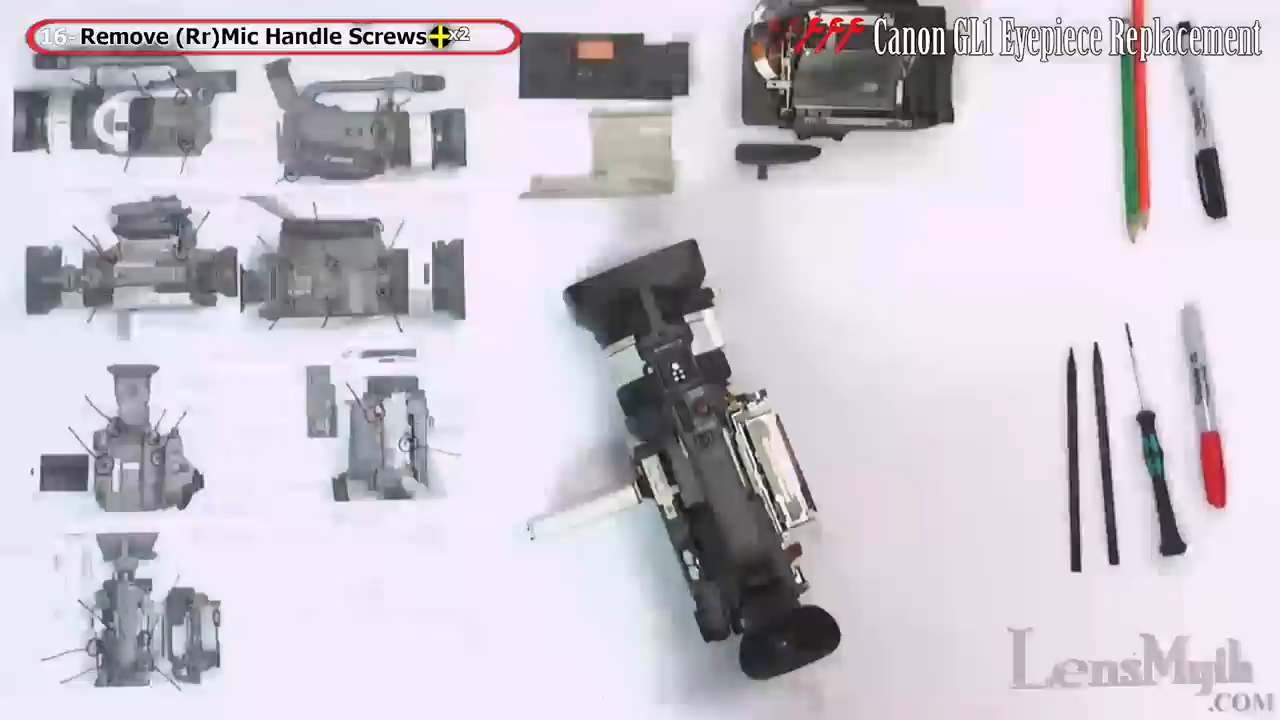 16- Remove (Rr)Mic Handle Screws x2
Canon GL1 Eyepiece Replacement
LensMyth
.COM